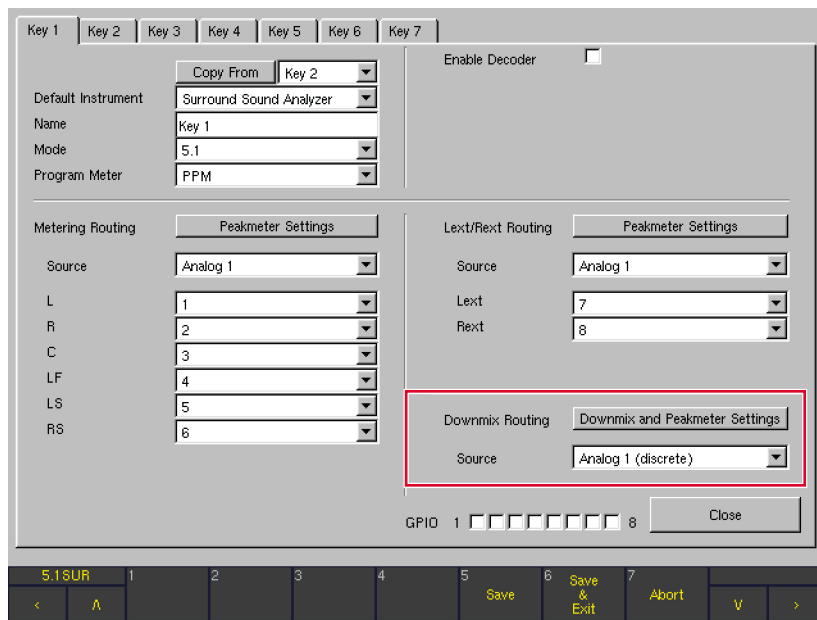 Key 1 Key 2 Key 3 Key 4 Key 5 Key 6 Key 7
Copy From Key 2
Default Instrument Surround Sound Analyzer
Name Key 1
Mode 5.1
Program Meter PPM
Enable Decoder
Metering Routing Peakmeter Settings
Source Analog 1
L 1
R 2
C 3
LF 4
LS 5
RS 6
Lext/Rext Routing Peakmeter Settings
Source Analog 1
Lext 7
Rext 8
Downmix Routing Downmix and Peakmeter Settings
Source Analog 1 (discrete)
GPIO 1 8
Close
5.1SUR 1 2 3 4 5 6 7
Save
Save
&
Exit
Abort
< Λ V >